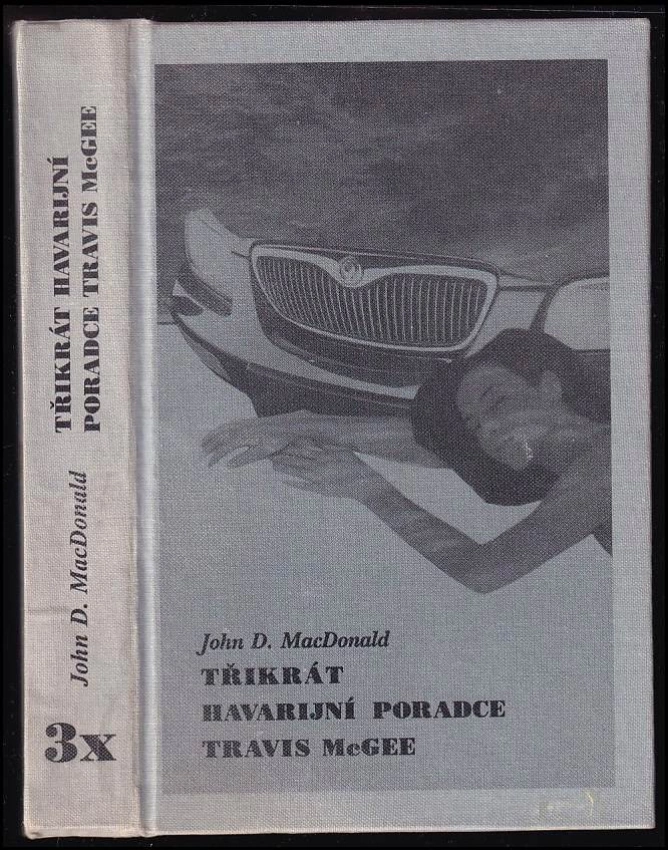 TŘIKRÁT HAVARIJNÍ
PORADCE TRAVIS McGEE
John D. MacDonald
3x
John D. MacDonald
TŘIKRÁT
HAVARIJNÍ PORADCE
TRAVIS McGEE